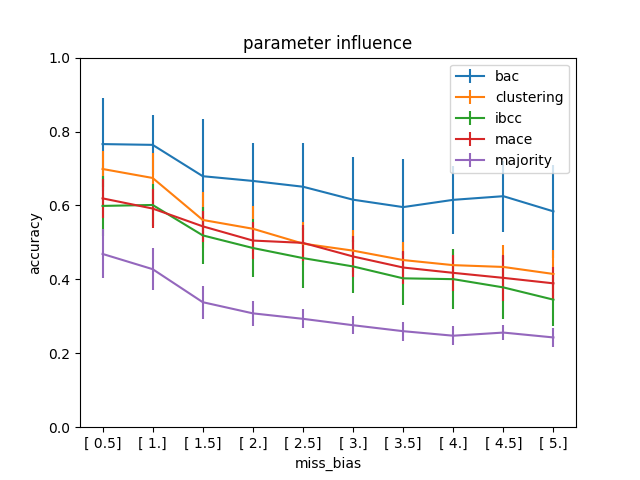 parameter influence
1.0
0.8
0.6
0.4
0.2
0.0
accuracy
bac
clustering
ibcc
mace
majority
[ 0.5] [ 1.] [ 1.5] [ 2.] [ 2.5] [ 3.] [ 3.5] [ 4.] [ 4.5] [ 5.]
miss_bias